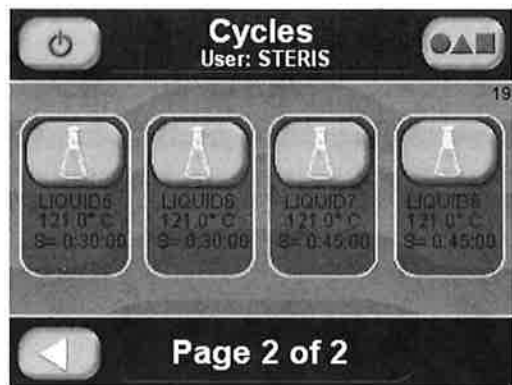 Cycles
User: STERIS
19
LIQUID5 LIQUID6 LIQUID7 LIQUID8
121.0° C 121.0° C 121.0° C 121.0° C
S= 0:30:00 S= 0:30:00 S= 0:45:00 S= 0:45:00
Page 2 of 2